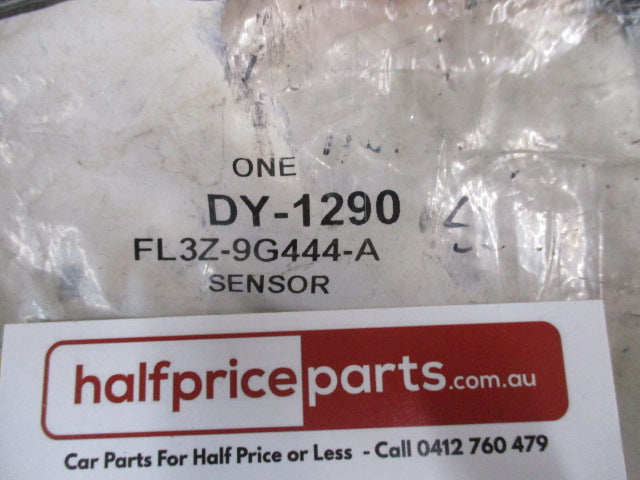 ONE
DY-1290
FL3Z-9G444-A
SENSOR
halfpriceparts.com.au
Car Parts For Half Price or Less - Call 0412 760 479